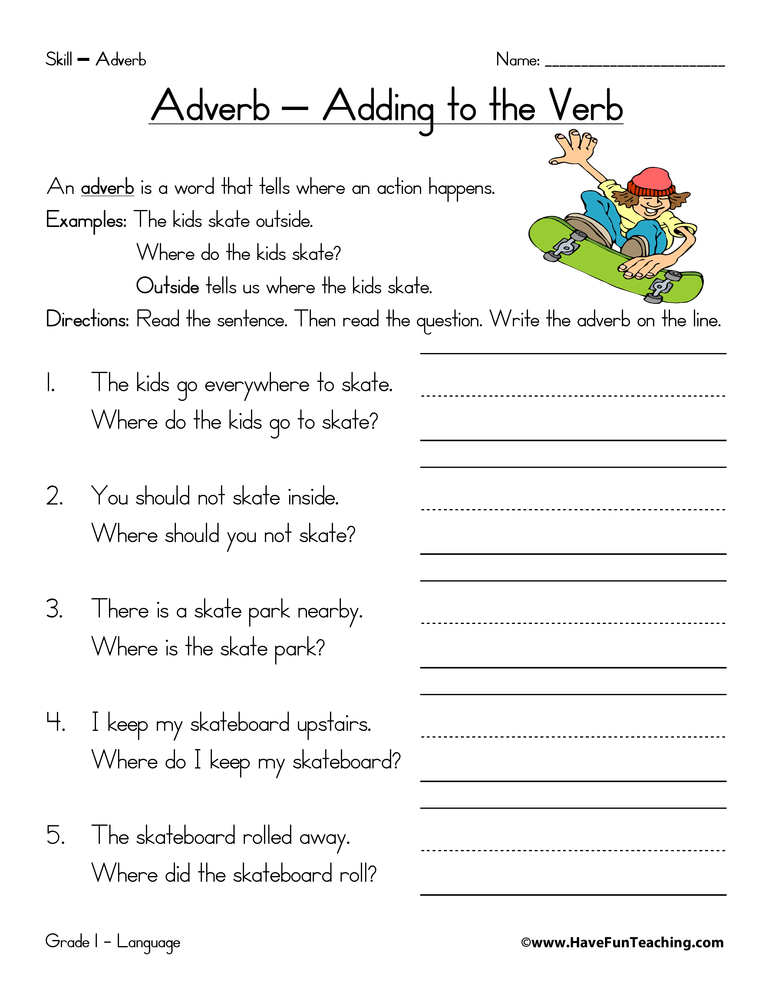 Skill – Adverb
Name: _________________________
Adverb – Adding to the Verb
An adverb is a word that tells where an action happens.
Examples: The kids skate outside.
Where do the kids skate?
Outside tells us where the kids skate.
Directions: Read the sentence. Then read the question. Write the adverb on the line.
1. The kids go everywhere to skate.
Where do the kids go to skate?
2. You should not skate inside.
Where should you not skate?
3. There is a skate park nearby.
Where is the skate park?
4. I keep my skateboard upstairs.
Where do I keep my skateboard?
5. The skateboard rolled away.
Where did the skateboard roll?
Grade 1 - Language
©www.HaveFunTeaching.com